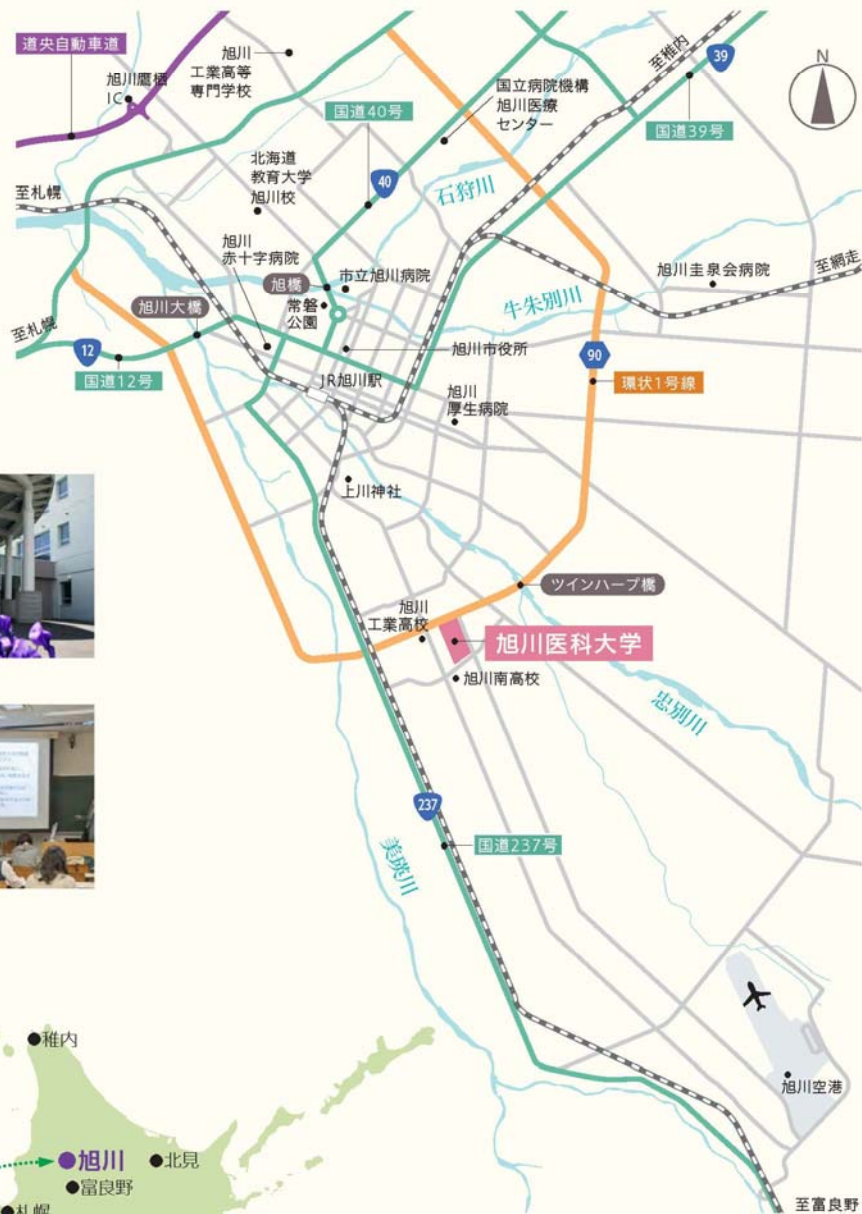 道央自動車道
旭川鷹栖
IC
旭川
工業高等
専門学校
国道40号
国立病院機構
旭川医療
センター
至稚内
39
国道39号
N
北海道
教育大学
旭川校
40
石狩川
至札幌
旭川
赤十字病院
旭橋
市立旭川病院
常磐
公園
旭川圭泉会病院
至網走
牛朱別川
旭川大橋
至札幌
12
国道12号
旭川市役所
90
環状1号線
JR旭川駅
旭川
厚生病院
上川神社
ツインハープ橋
旭川
工業高校
旭川医科大学
旭川南高校
忠別川
237
国道237号
美瑛川
旭川空港
至富良野
稚内
旭川
北見
富良野
札幌